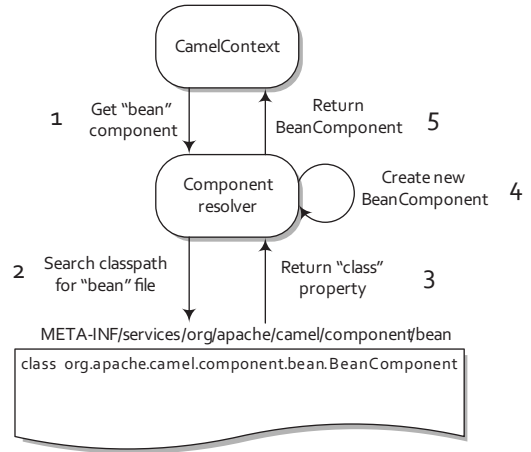 CamelContext
1
Get “bean”
component
Return
BeanComponent
5
Component
resolver
Create new
BeanComponent
4
2
Search classpath
for “bean” file
Return “class”
property
3
META-INF/services/org/apache/camel/component/bean
class org.apache.camel.component.bean.BeanComponent